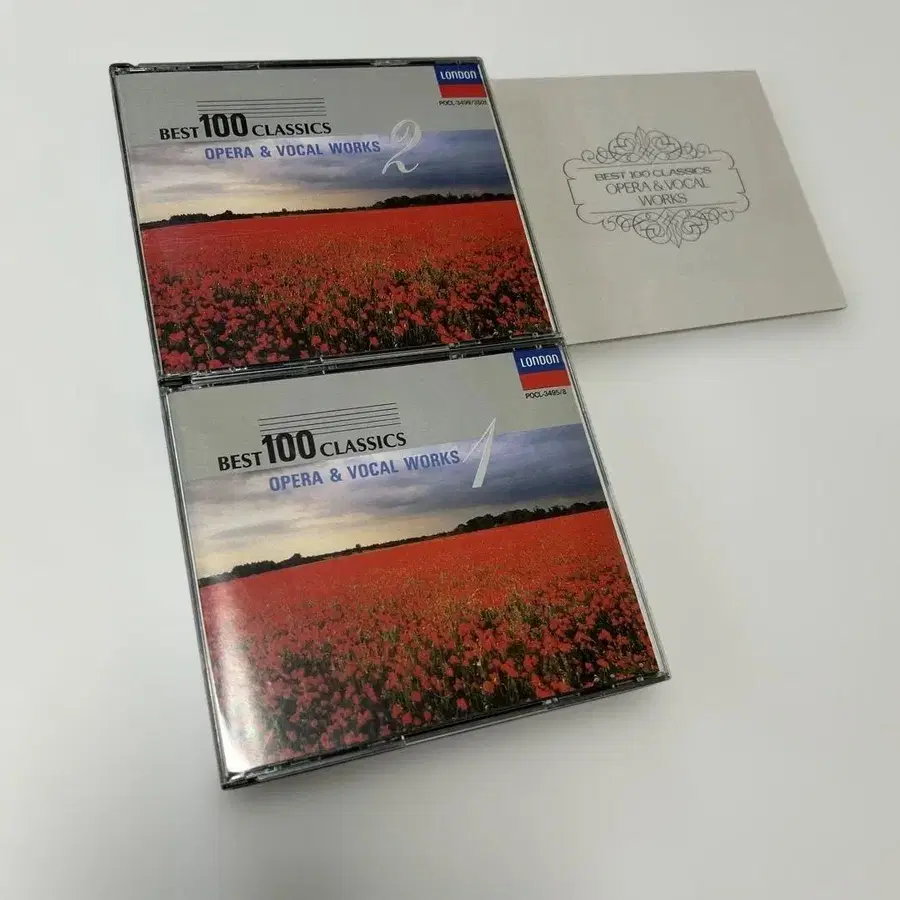 LONDON
POCL-3499/3501
BEST 100 CLASSICS
OPERA & VOCAL WORKS 2
BEST 100 CLASSICS
OPERA & VOCAL
WORKS
LONDON
POCL-3495/8
BEST 100 CLASSICS
OPERA & VOCAL WORKS 1